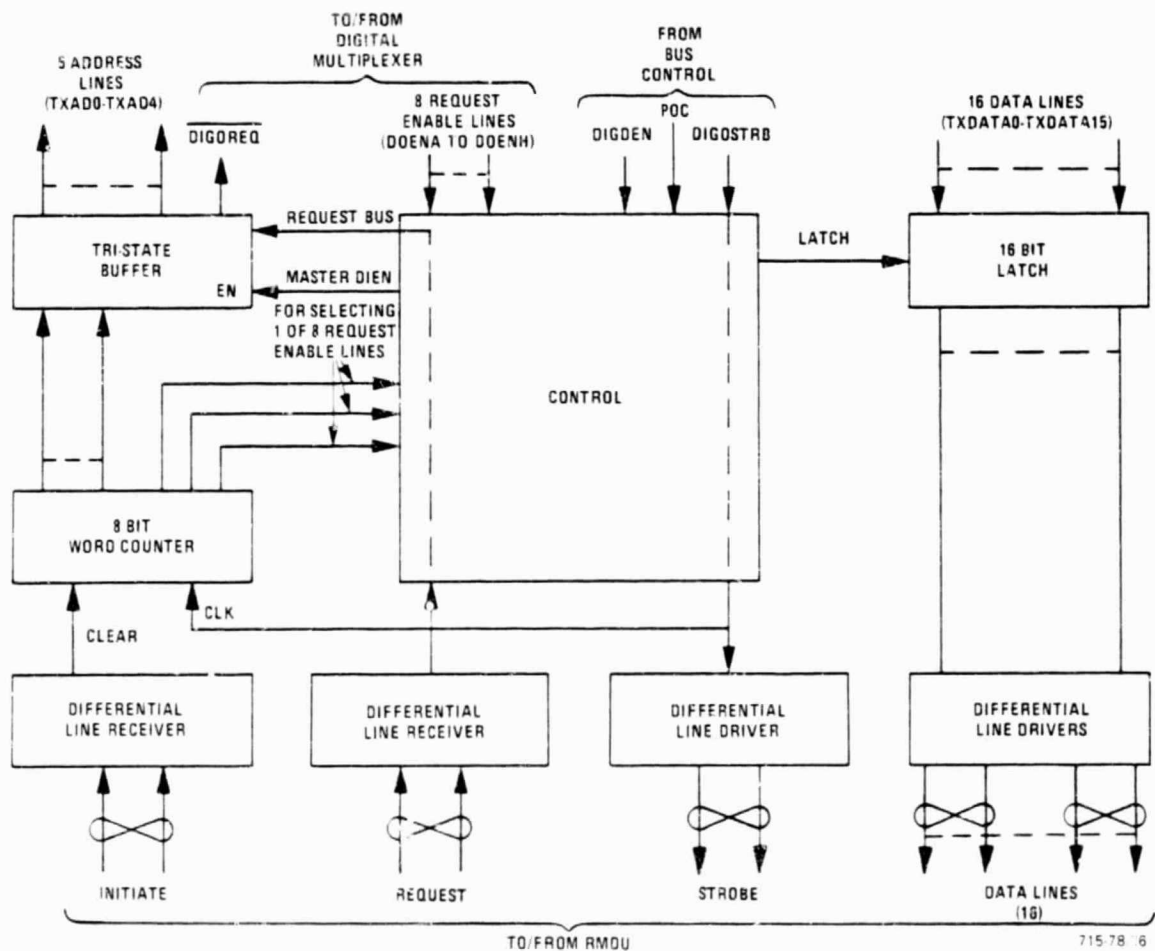 TO/FROM
DIGITAL
MULTIPLEXER
FROM
BUS
CONTROL
5 ADDRESS
LINES
(TXAD0-TXAD4)
DIGOREQ
8 REQUEST
ENABLE LINES
(DOENA TO DOENH)
POC
DIGDEN
DIGOSTRB
16 DATA LINES
(TXDATA0-TXDATA15)
REQUEST BUS
TRI-STATE
BUFFER
EN
MASTER DIEN
LATCH
16 BIT
LATCH
FOR SELECTING
1 OF 8 REQUEST
ENABLE LINES
CONTROL
8 BIT
WORD COUNTER
CLEAR
CLK
DIFFERENTIAL
LINE RECEIVER
DIFFERENTIAL
LINE RECEIVER
DIFFERENTIAL
LINE DRIVER
DIFFERENTIAL
LINE DRIVERS
INITIATE
REQUEST
STROBE
DATA LINES
(16)
TO/FROM RMDU